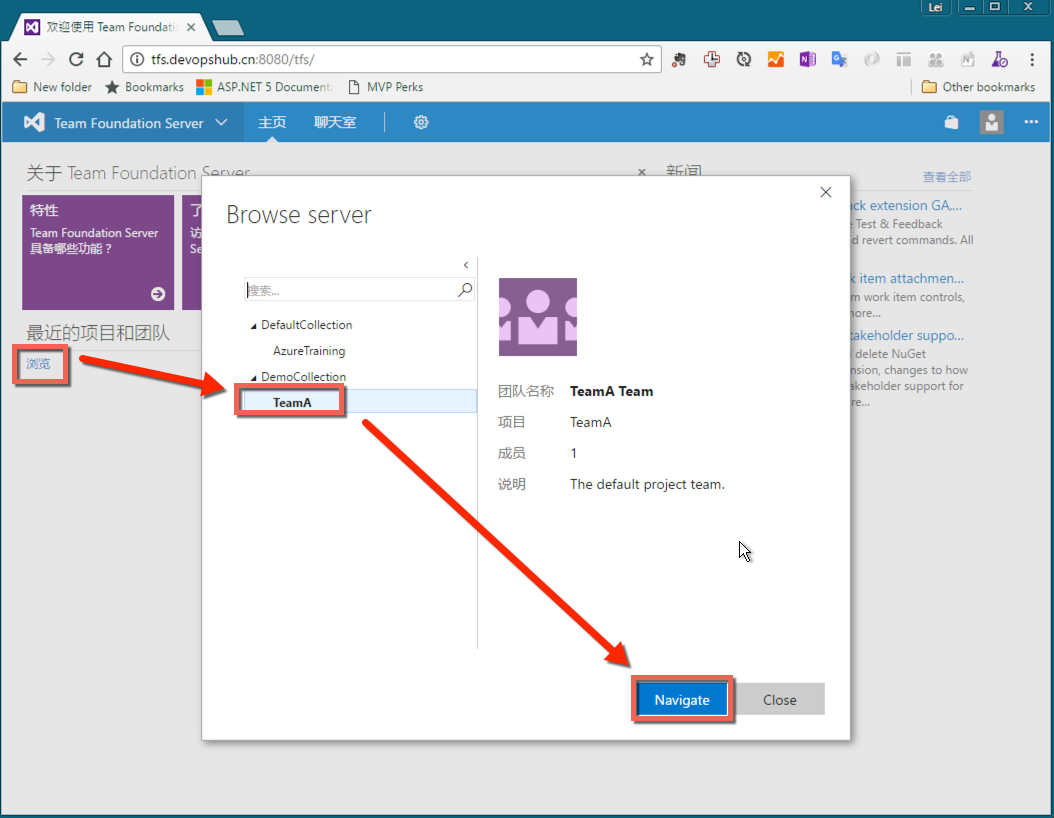 Lei
欢迎使用 Team Foundatio
tfs.devopshub.cn:8080/tfs/
New folder
Bookmarks
ASP.NET 5 Document
MVP Perks
Other bookmarks
Team Foundation Server
主页
聊天室
关于 Team Foundation Server
新闻
查看全部
特性
Team Foundation Server
具备哪些功能？
了
访
Se
ck extension GA....
Test & Feedback
d revert commands. All
k item attachmen...
m work item controls,
nore...
takeholder suppo...
delete NuGet
nsion, changes to how
akeholder support for
re...
最近的项目和团队
浏览
Browse server
搜索...
DefaultCollection
AzureTraining
DemoCollection
TeamA
团队名称 TeamA Team
项目 TeamA
成员 1
说明 The default project team.
Navigate
Close